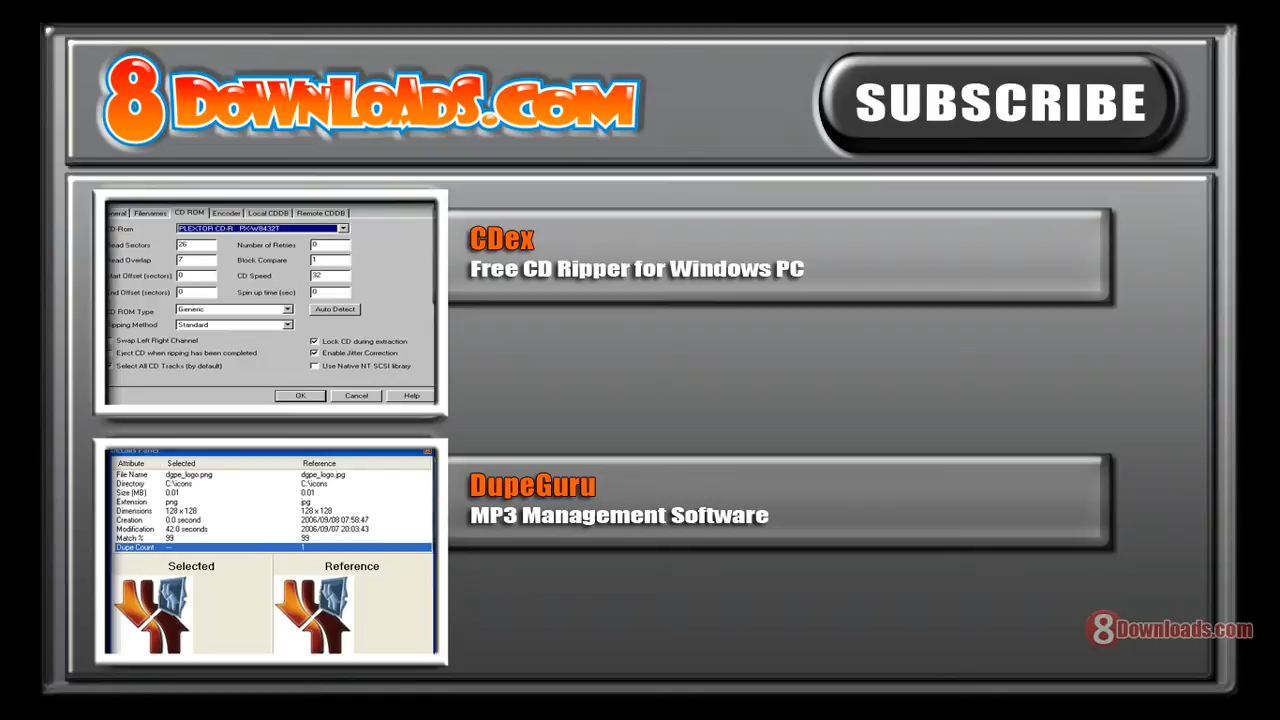 8Downloads.com
SUBSCRIBE
Filenames CD ROM Encoder Local CDDB Remote CDDB
PLEXTOR CD-R PX-W8432T
26 Number of Retries 0
7 Block Compare 1
Start Offset (sectors) 0 CD Speed 32
0 Spin up time (sec) 0
Generic Auto Detect
Standard
Swap Left Right Channel Lock CD during extraction
Eject CD when ripping has been completed Enable Jitter Correction
Select All CD Tracks (by default) Use Native NT SCSI library
OK Cancel Help
CDex
Free CD Ripper for Windows PC
Attribute Selected Reference
File Name dgpe_logo.png dgpe_logo.jpg
Directory C:\icons C:\icons
Size (MB) 0.01 0.01
Extension png jpg
Dimensions 128 x 128 128 x 128
Creation 0.0 second 2006/09/08 07:58:47
Modification 42.0 seconds 2006/09/07 20:03:43
Match % 99 99
Dupe Count --- 1
Selected Reference
DupeGuru
MP3 Management Software
8Downloads.com